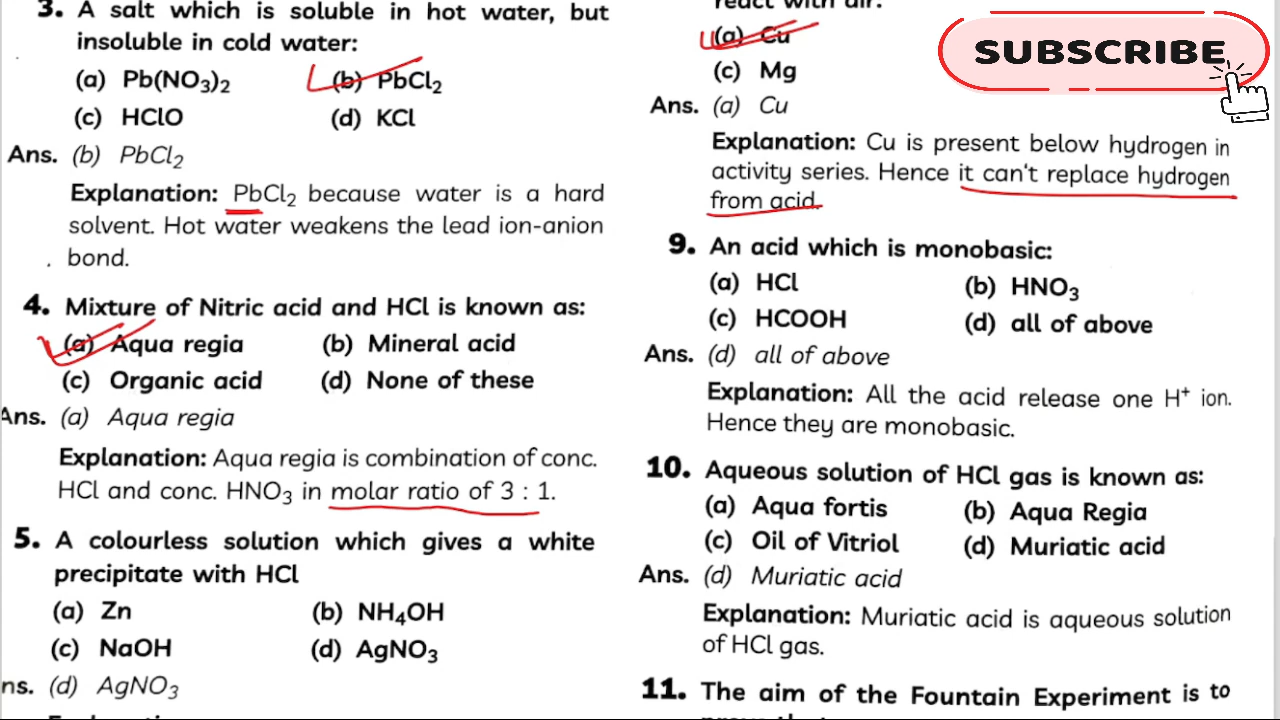 3. A salt which is soluble in hot water, but
insoluble in cold water:
(a) Pb(NO₃)₂ (b) PbCl₂
(c) HClO (d) KCl
Ans. (b) PbCl₂
Explanation: PbCl₂ because water is a hard
solvent. Hot water weakens the lead ion-anion
bond.
4. Mixture of Nitric acid and HCl is known as:
(a) Aqua regia (b) Mineral acid
(c) Organic acid (d) None of these
Ans. (a) Aqua regia
Explanation: Aqua regia is combination of conc.
HCl and conc. HNO₃ in molar ratio of 3 : 1.
5. A colourless solution which gives a white
precipitate with HCl
(a) Zn (b) NH₄OH
(c) NaOH (d) AgNO₃
ns. (d) AgNO₃
react with air.
(a) Cu
(c) Mg
Ans. (a) Cu
Explanation: Cu is present below hydrogen in
activity series. Hence it can't replace hydrogen
from acid.
9. An acid which is monobasic:
(a) HCl (b) HNO₃
(c) HCOOH (d) all of above
Ans. (d) all of above
Explanation: All the acid release one H⁺ ion.
Hence they are monobasic.
10. Aqueous solution of HCl gas is known as:
(a) Aqua fortis (b) Aqua Regia
(c) Oil of Vitriol (d) Muriatic acid
Ans. (d) Muriatic acid
Explanation: Muriatic acid is aqueous solution
of HCl gas.
11. The aim of the Fountain Experiment is to
SUBSCRIBE